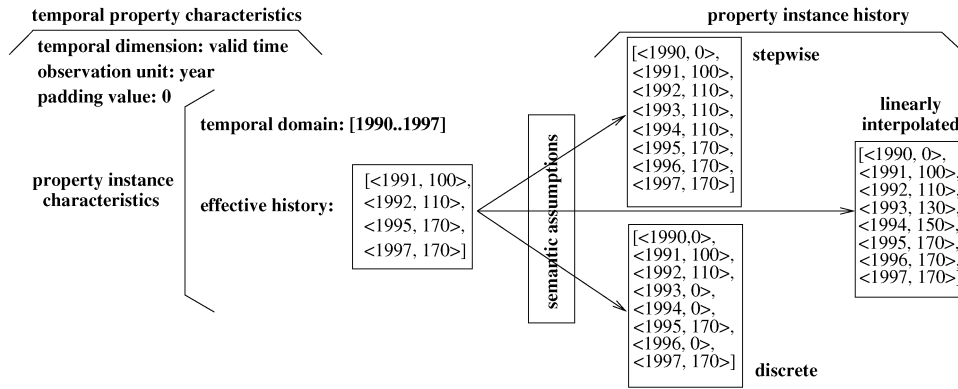 temporal property characteristics
temporal dimension: valid time
observation unit: year
padding value: 0
temporal domain: [1990..1997]
property instance
characteristics
effective history:
[<1991, 100>,
<1992, 110>,
<1995, 170>,
<1997, 170>]
semantic assumptions
property instance history
[<1990, 0>,
<1991, 100>,
<1992, 110>,
<1993, 110>,
<1994, 110>,
<1995, 170>,
<1996, 170>,
<1997, 170>]
stepwise
linearly
interpolated
[<1990, 0>,
<1991, 100>,
<1992, 110>,
<1993, 130>,
<1994, 150>,
<1995, 170>,
<1996, 170>,
<1997, 170>]
[<1990,0>,
<1991, 100>,
<1992, 110>,
<1993, 0>,
<1994, 0>,
<1995, 170>,
<1996, 0>,
<1997, 170>]
discrete